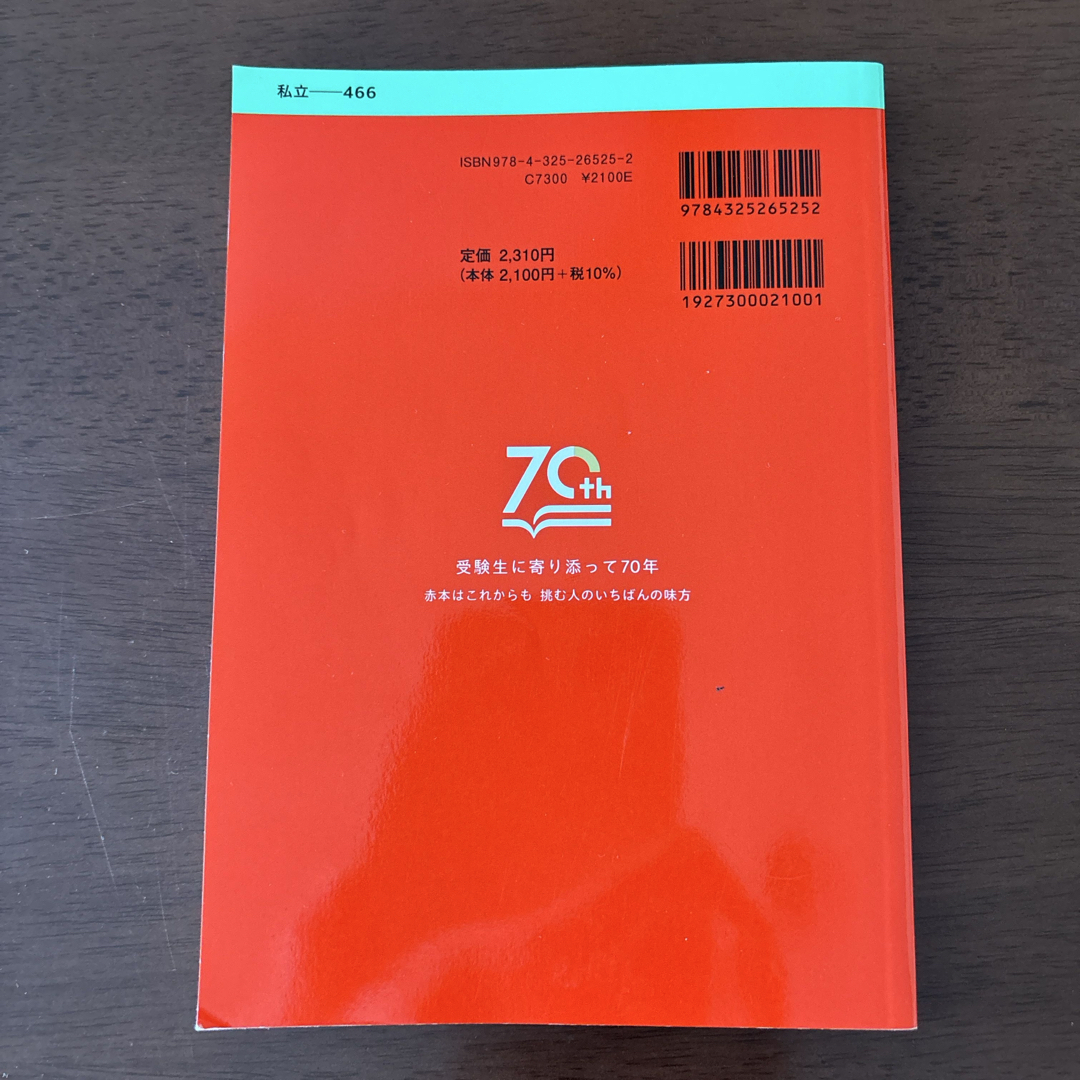 私立――466
ISBN978-4-325-26525-2
C7300 ¥2100E
9784325265252
定価 2,310円
(本体 2,100円+税10%)
1927300021001
70th
受験生に寄り添って70年
赤本はこれからも 挑む人のいちばんの味方